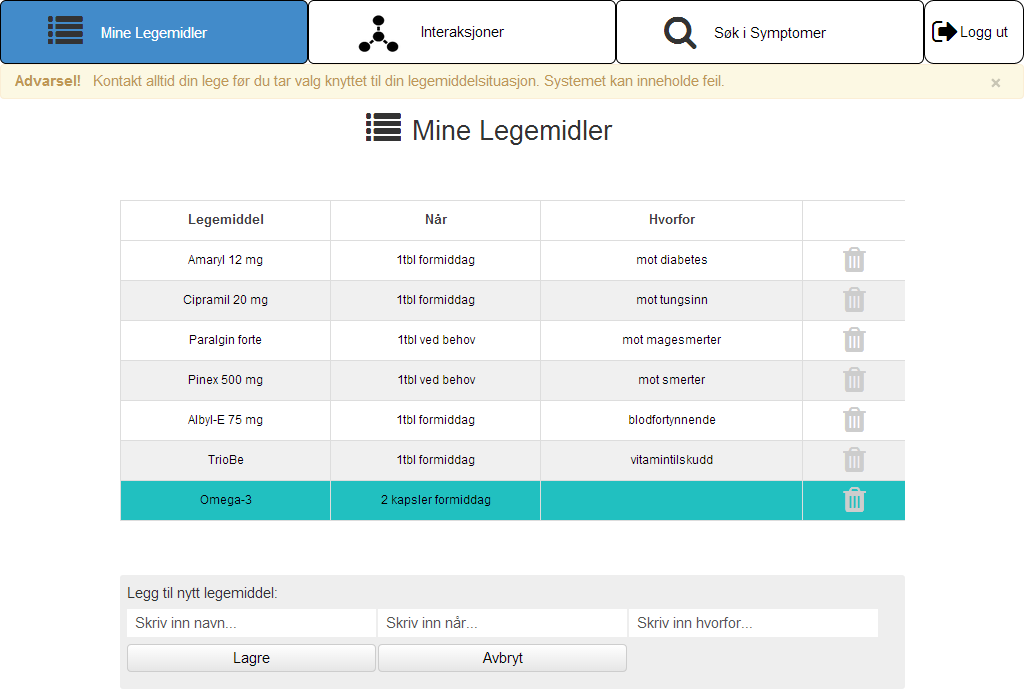 Mine Legemidler
Interaksjoner
Søk i Symptomer
Logg ut
Advarsel! Kontakt alltid din lege før du tar valg knyttet til din legemiddelsituasjon. Systemet kan inneholde feil. ×
Mine Legemidler
Legemiddel Når Hvorfor
Amaryl 12 mg 1tbl formiddag mot diabetes
Cipramil 20 mg 1tbl formiddag mot tungsinn
Paralgin forte 1tbl ved behov mot magesmerter
Pinex 500 mg 1tbl ved behov mot smerter
Albyl-E 75 mg 1tbl formiddag blodfortynnende
TrioBe 1tbl formiddag vitamintilskudd
Omega-3 2 kapsler formiddag
Legg til nytt legemiddel:
Skriv inn navn... Skriv inn når... Skriv inn hvorfor...
Lagre Avbryt